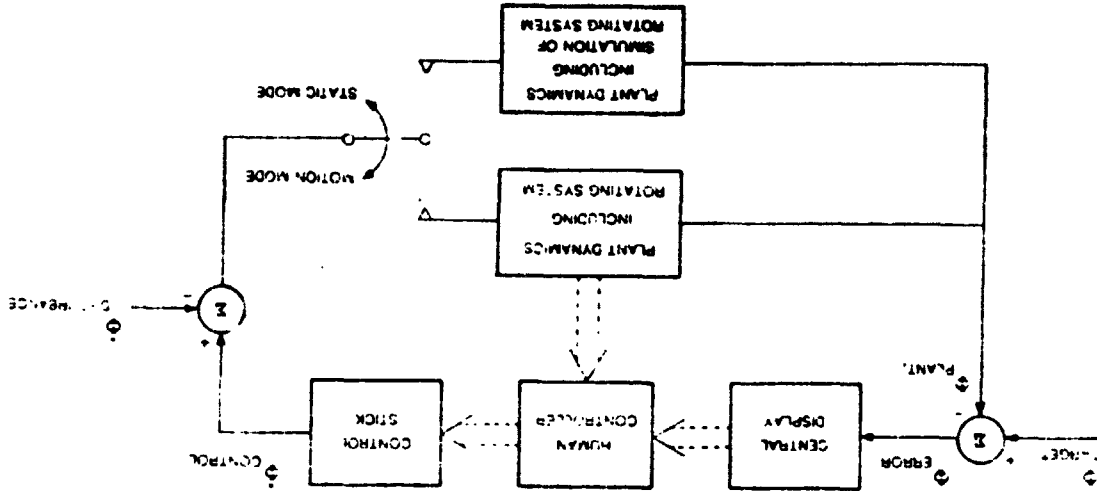 Φ
Σ
+
-
Φ
ERROR
CENTRAL
DISPLAY
HUMAN
CONTROLLER
CONTROL
STICK
Φ̇
CONTROL
Φ
PLANT
+
Σ
-
Φ̇
PLANT DYNAMICS
INCLUDING
ROTATING SYSTEM
MOTION MODE
STATIC MODE
PLANT DYNAMICS
INCLUDING
SIMULATION OF
ROTATING SYSTEM